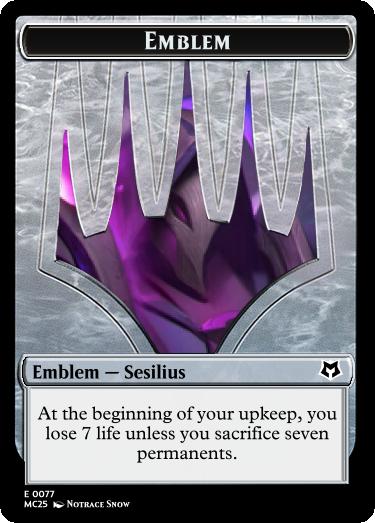 EMBLEM
Emblem — Sesilius
At the beginning of your upkeep, you
lose 7 life unless you sacrifice seven
permanents.
E 0077
MC25 NOTRACE SNOW